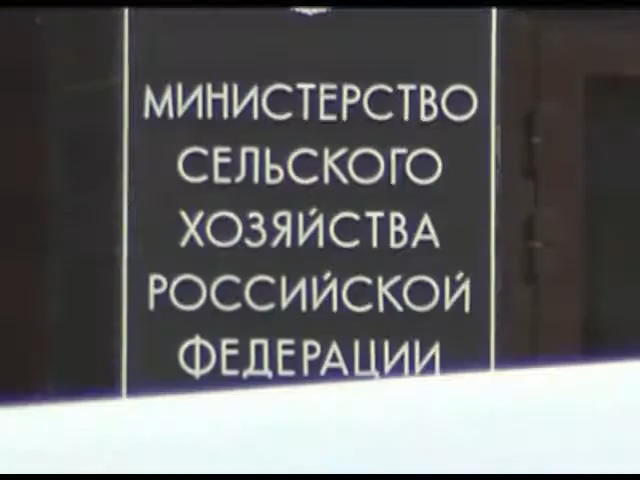 МИНИСТЕРСТВО
СЕЛЬСКОГО
ХОЗЯЙСТВА
РОССИЙСКОЙ
ФЕДЕРАЦИИ